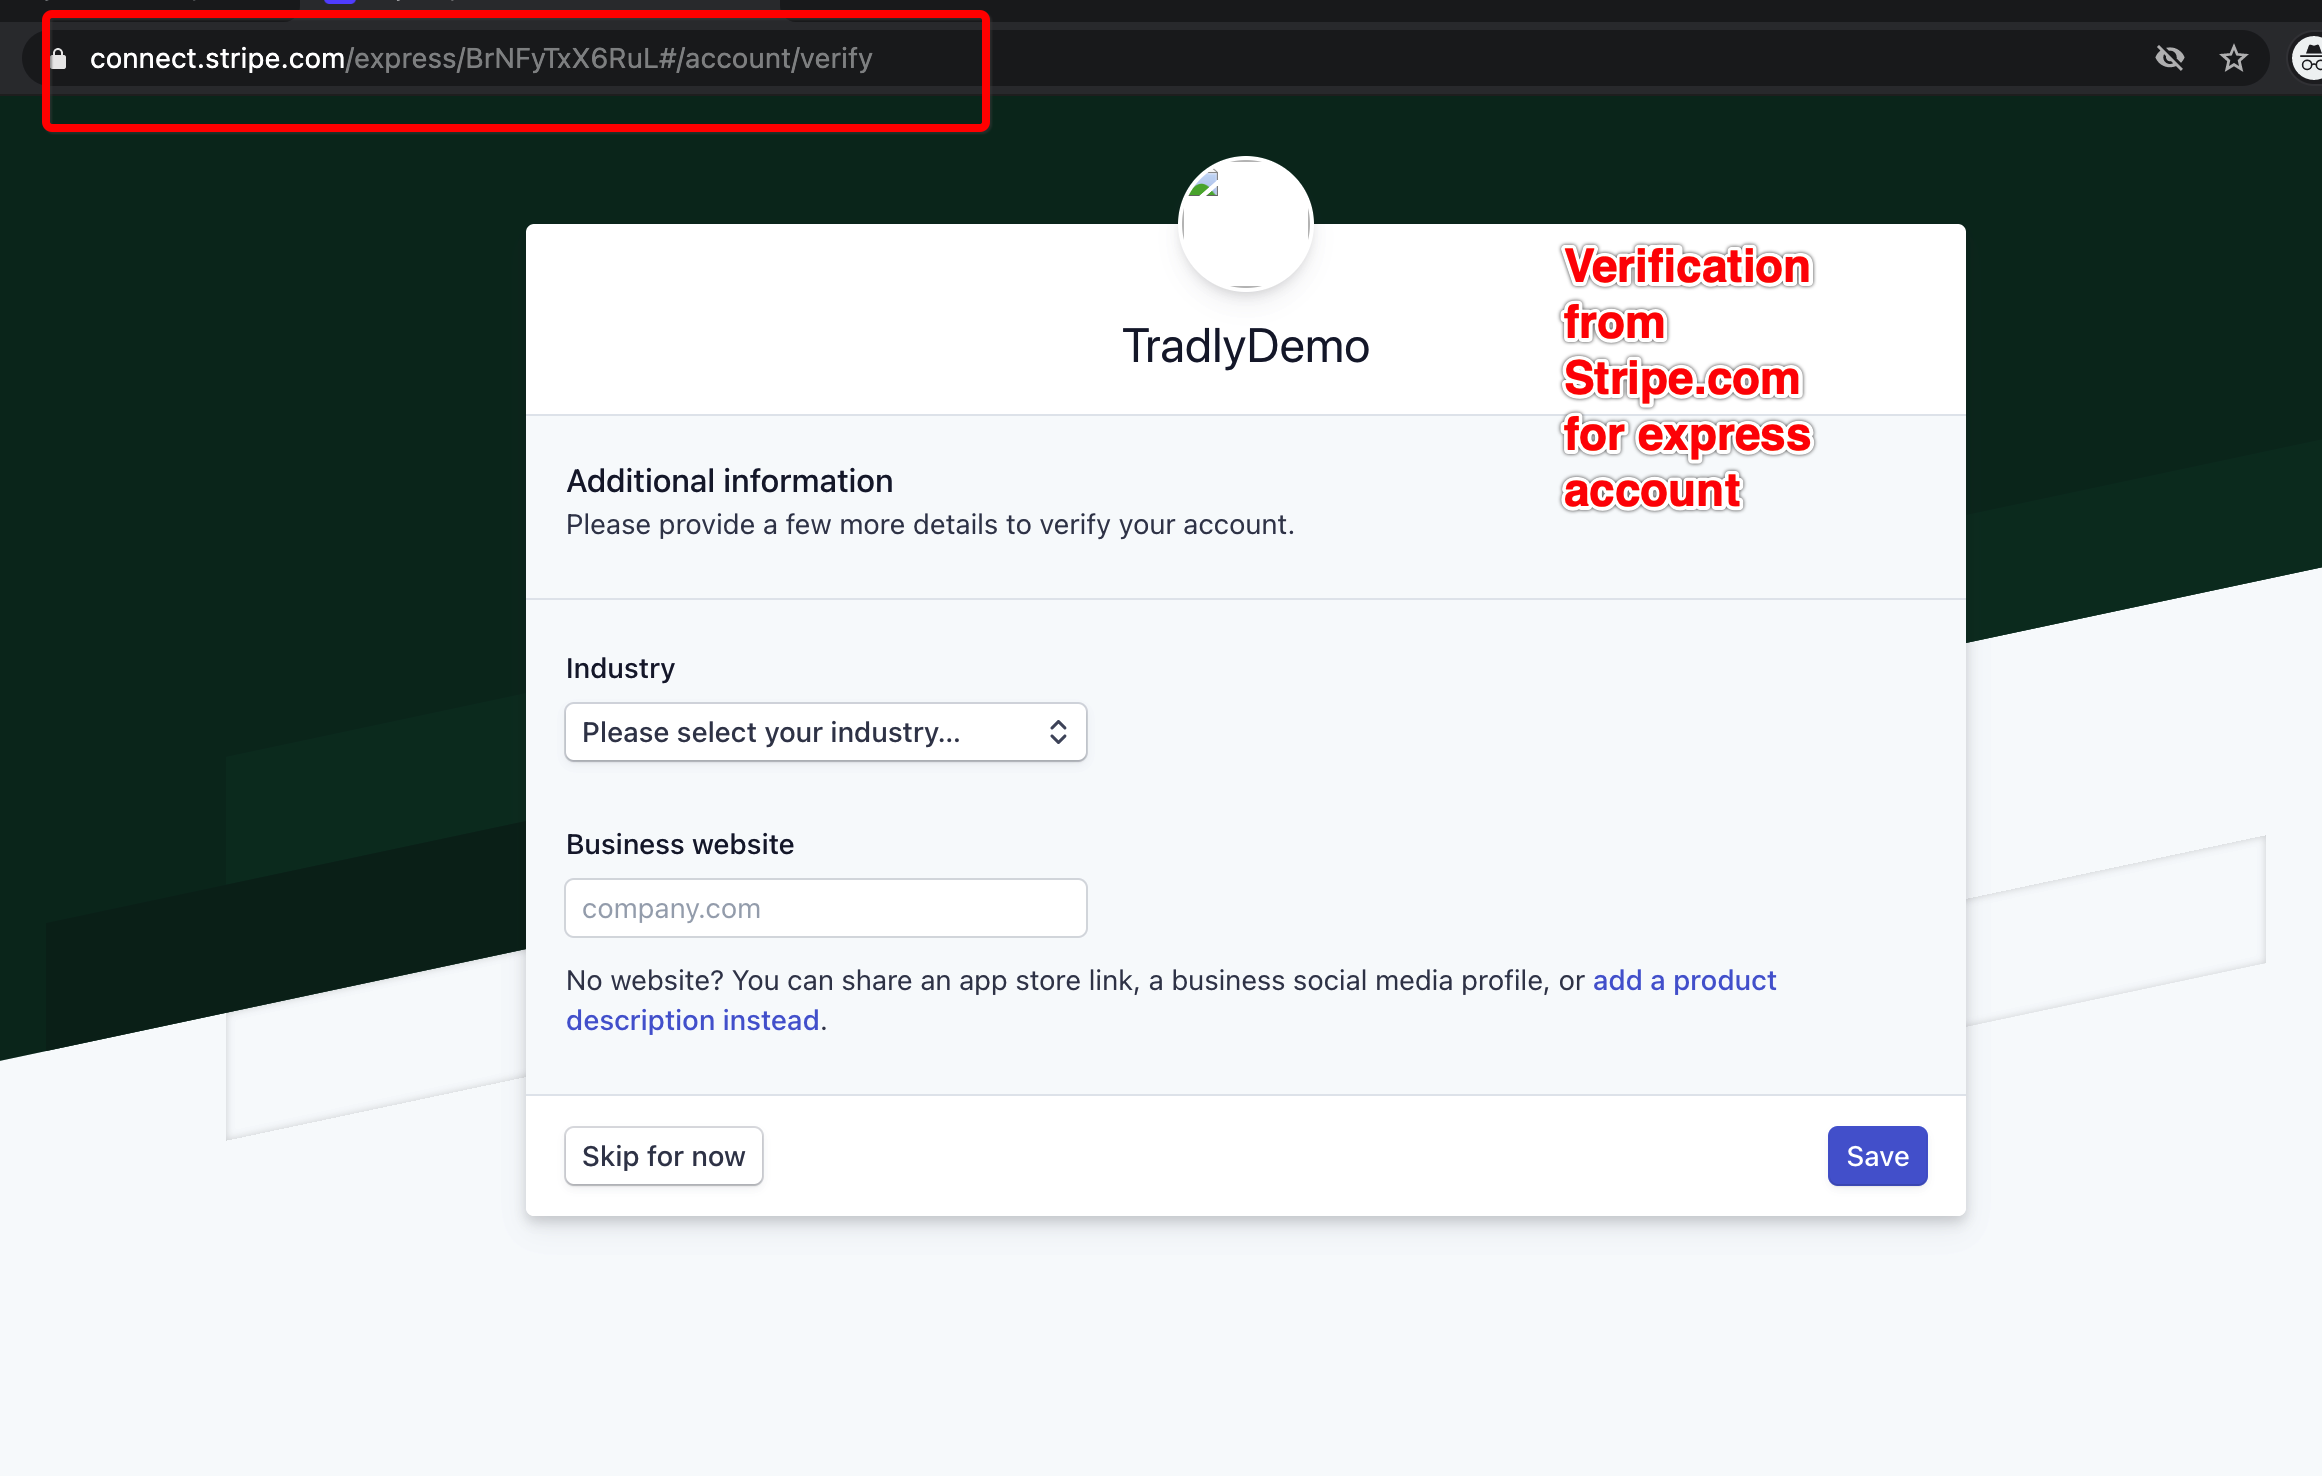 connect.stripe.com/express/BrNFyTxX6RuL#/account/verify
TradlyDemo
Verification
from
Stripe.com
for express
account
Additional information
Please provide a few more details to verify your account.
Industry
Please select your industry...
Business website
company.com
No website? You can share an app store link, a business social media profile, or add a product
description instead.
Skip for now
Save